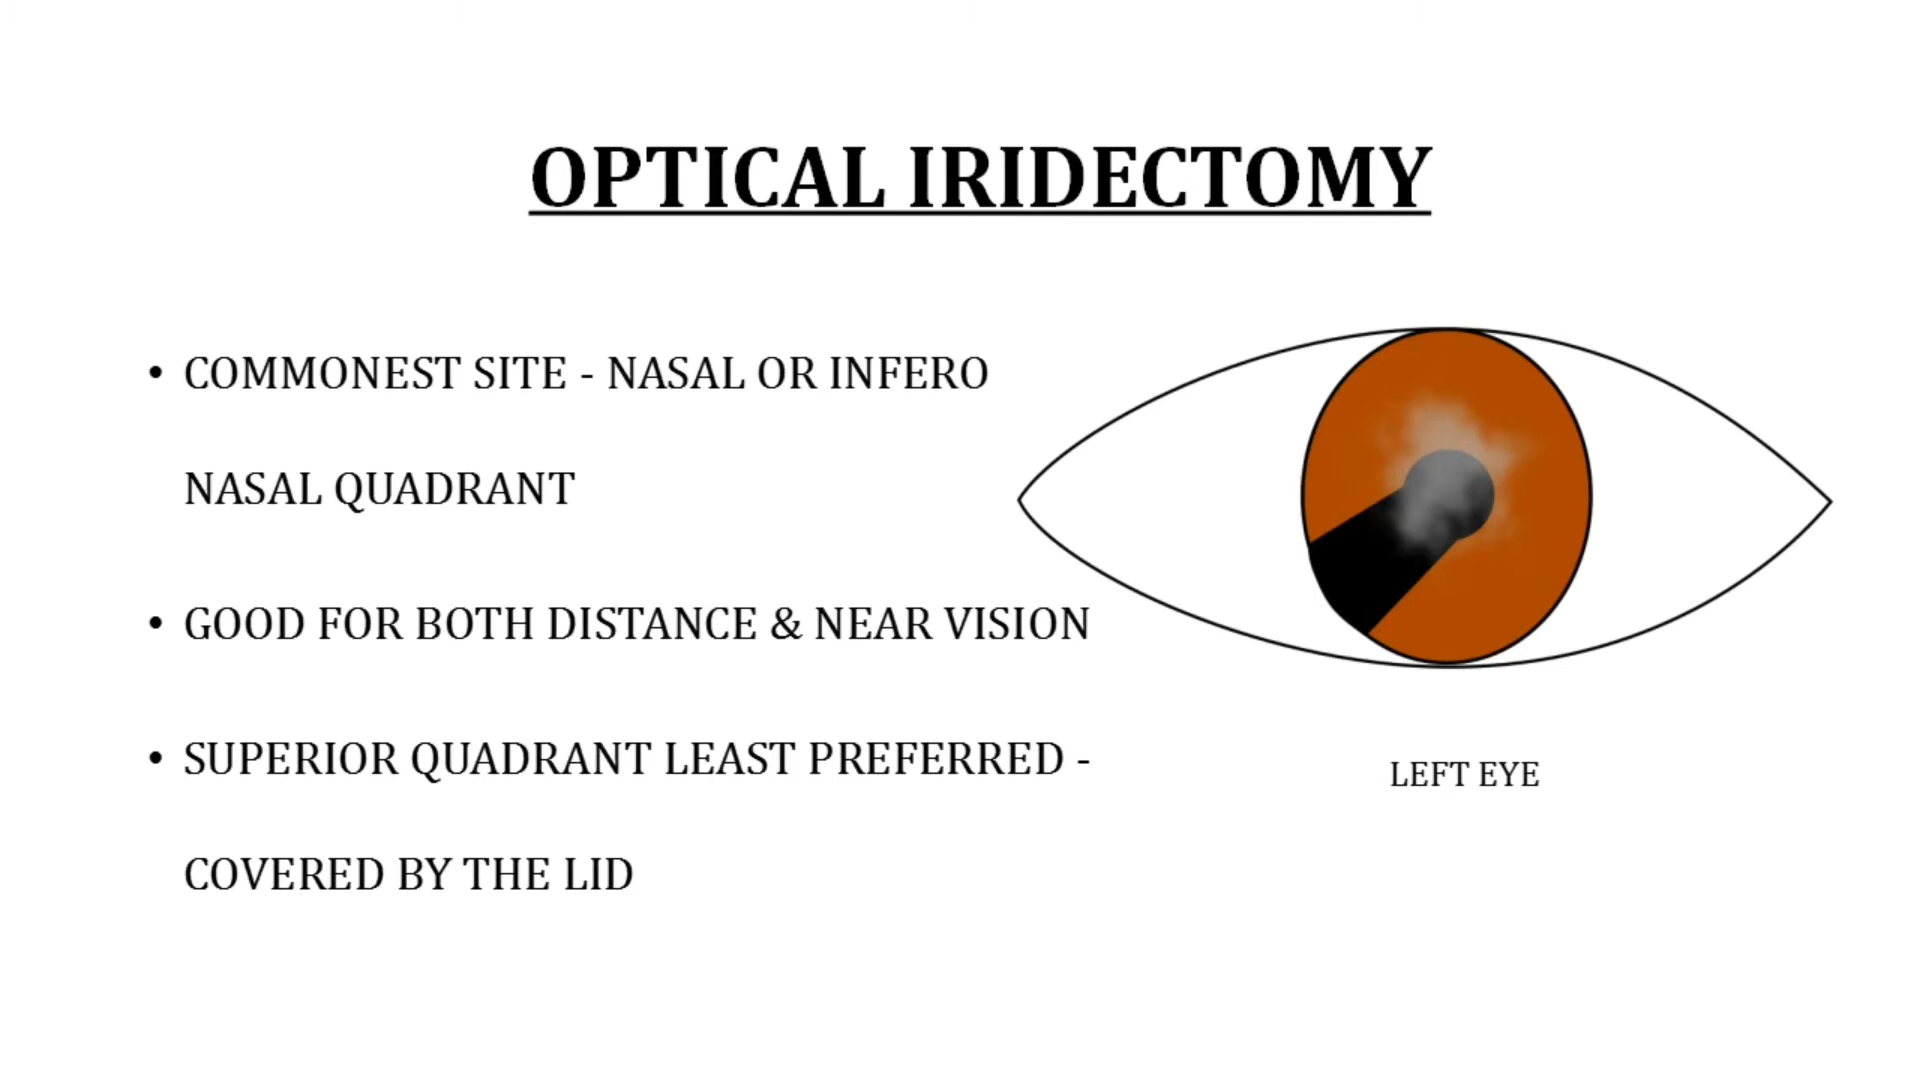 OPTICAL IRIDECTOMY
• COMMONEST SITE - NASAL OR INFERO
NASAL QUADRANT
• GOOD FOR BOTH DISTANCE & NEAR VISION
• SUPERIOR QUADRANT LEAST PREFERRED -
COVERED BY THE LID
LEFT EYE